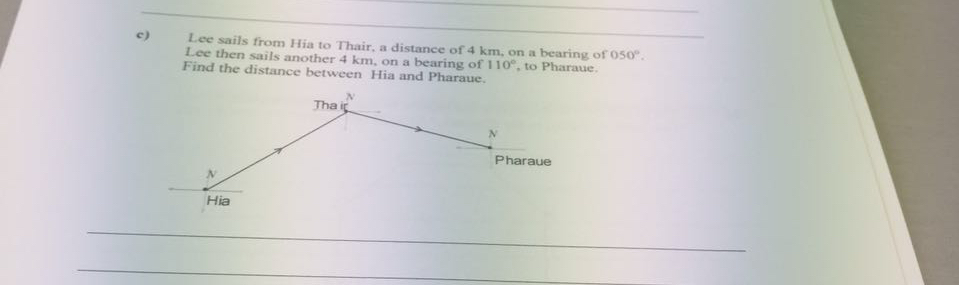 c) Lee sails from Hia to Thair, a distance of 4 km, on a bearing of 050°.
Lee then sails another 4 km, on a bearing of 110°, to Pharaue.
Find the distance between Hia and Pharaue.
N
Thair
N
Pharaue
N
Hia